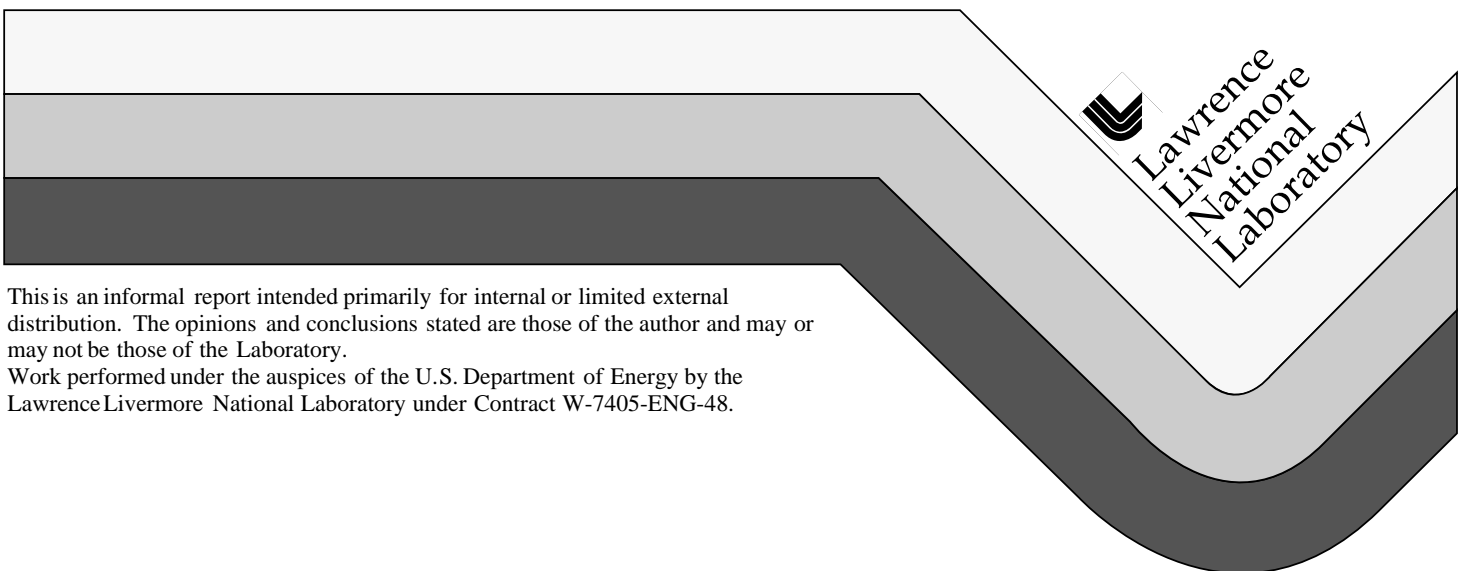 Lawrence
Livermore
National
Laboratory
This is an informal report intended primarily for internal or limited external
distribution. The opinions and conclusions stated are those of the author and may or
may not be those of the Laboratory.
Work performed under the auspices of the U.S. Department of Energy by the
Lawrence Livermore National Laboratory under Contract W-7405-ENG-48.